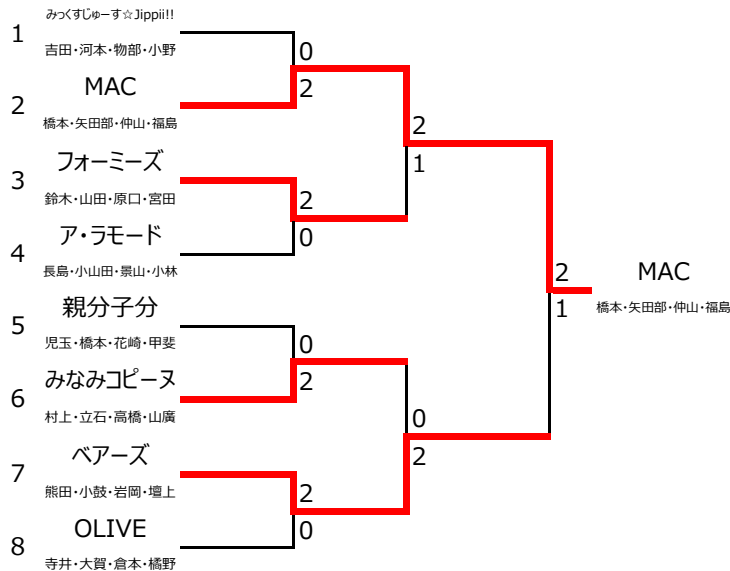 みっくすじゅーす☆Jippii!!
1
吉田・河本・物部・小野
0
MAC
2
2
橋本・矢田部・仲山・福島
2
フォーミーズ
1
3
鈴木・山田・原口・宮田
2
ア・ラモード
0
4
長島・小山田・景山・小林
2
MAC
親分子分
1
橋本・矢田部・仲山・福島
5
児玉・橋本・花崎・甲斐
0
みなみコピーヌ
2
6
村上・立石・高橋・山廣
0
ベアーズ
2
7
熊田・小鼓・岩岡・壇上
2
OLIVE
0
8
寺井・大賀・倉本・橘野